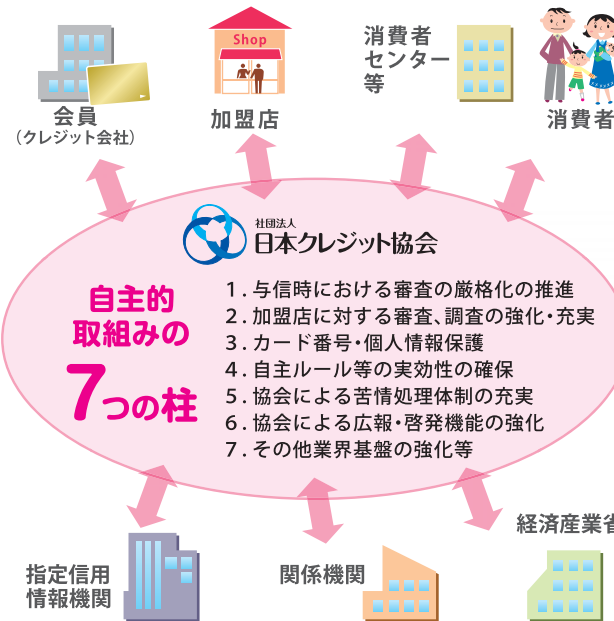 Shop
消費者
センター
等
会員
（クレジット会社）
加盟店
消費者
社団法人
日本クレジット協会
自主的
取組みの
7つの柱
1．与信時における審査の厳格化の推進
2．加盟店に対する審査、調査の強化・充実
3．カード番号・個人情報保護
4．自主ルール等の実効性の確保
5．協会による苦情処理体制の充実
6．協会による広報・啓発機能の強化
7．その他業界基盤の強化等
経済産業省
指定信用
情報機関
関係機関